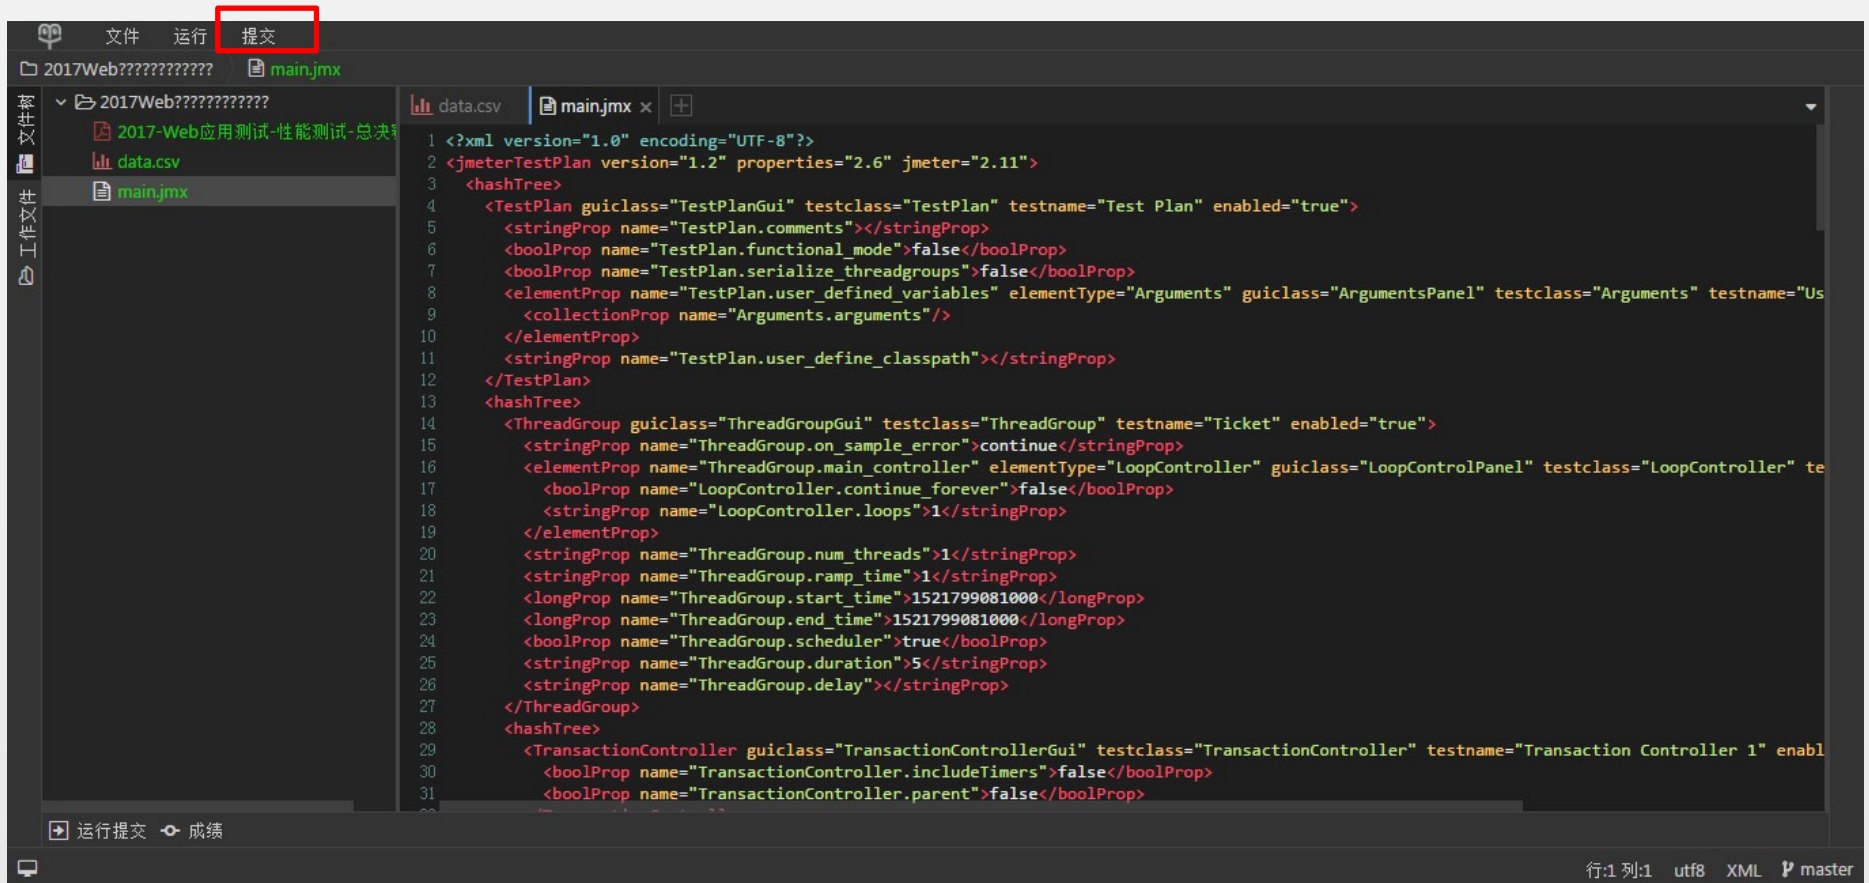 文件 运行 提交
2017Web???????????? main.jmx
文件树
工作文件
2017Web????????????
2017-Web应用测试-性能测试-总决
data.csv
main.jmx
data.csv main.jmx
1 <?xml version="1.0" encoding="UTF-8"?>
2 <jmeterTestPlan version="1.2" properties="2.6" jmeter="2.11">
3 <hashTree>
4 <TestPlan guiclass="TestPlanGui" testclass="TestPlan" testname="Test Plan" enabled="true">
5 <stringProp name="TestPlan.comments"></stringProp>
6 <boolProp name="TestPlan.functional_mode">false</boolProp>
7 <boolProp name="TestPlan.serialize_threadgroups">false</boolProp>
8 <elementProp name="TestPlan.user_defined_variables" elementType="Arguments" guiclass="ArgumentsPanel" testclass="Arguments" testname="Us
9 <collectionProp name="Arguments.arguments"/>
10 </elementProp>
11 <stringProp name="TestPlan.user_define_classpath"></stringProp>
12 </TestPlan>
13 <hashTree>
14 <ThreadGroup guiclass="ThreadGroupGui" testclass="ThreadGroup" testname="Ticket" enabled="true">
15 <stringProp name="ThreadGroup.on_sample_error">continue</stringProp>
16 <elementProp name="ThreadGroup.main_controller" elementType="LoopController" guiclass="LoopControlPanel" testclass="LoopController" te
17 <boolProp name="LoopController.continue_forever">false</boolProp>
18 <stringProp name="LoopController.loops">1</stringProp>
19 </elementProp>
20 <stringProp name="ThreadGroup.num_threads">1</stringProp>
21 <stringProp name="ThreadGroup.ramp_time">1</stringProp>
22 <longProp name="ThreadGroup.start_time">1521799081000</longProp>
23 <longProp name="ThreadGroup.end_time">1521799081000</longProp>
24 <boolProp name="ThreadGroup.scheduler">true</boolProp>
25 <stringProp name="ThreadGroup.duration">5</stringProp>
26 <stringProp name="ThreadGroup.delay"></stringProp>
27 </ThreadGroup>
28 <hashTree>
29 <TransactionController guiclass="TransactionControllerGui" testclass="TransactionController" testname="Transaction Controller 1" enabl
30 <boolProp name="TransactionController.includeTimers">false</boolProp>
31 <boolProp name="TransactionController.parent">false</boolProp>
运行提交 成绩
行:1 列:1 utf8 XML master